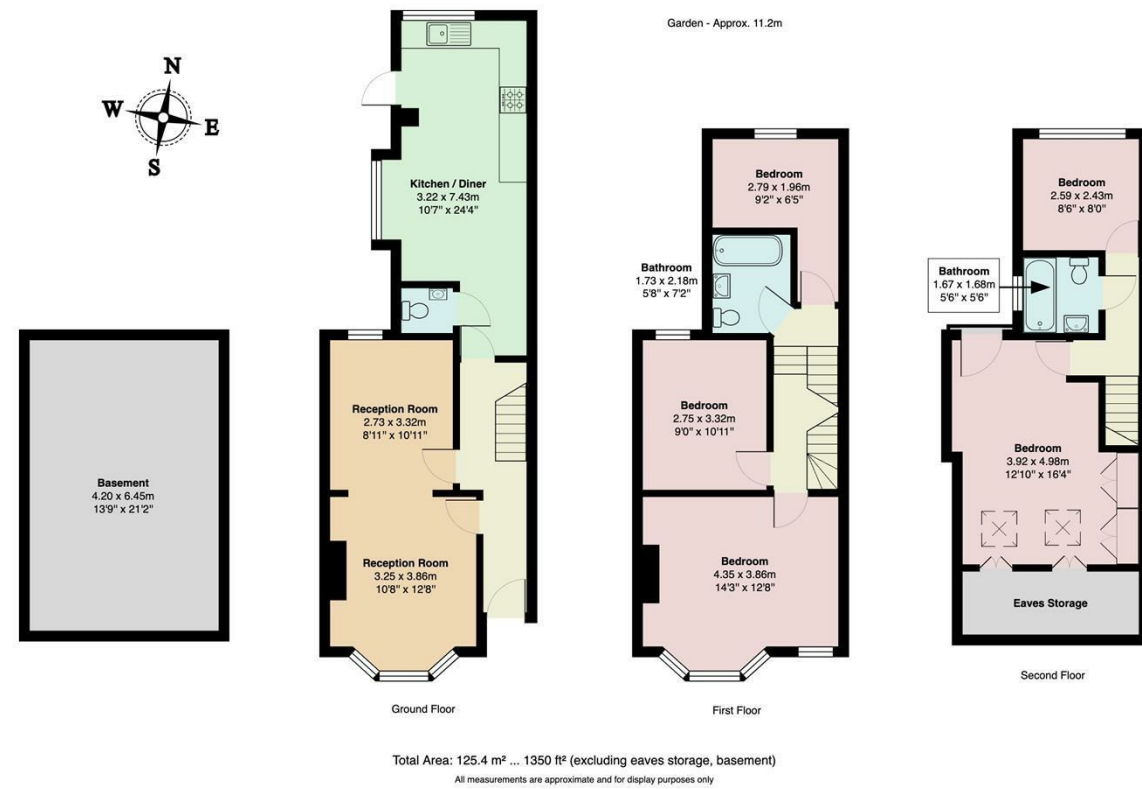 Garden - Approx. 11.2m
N
W
E
S
Kitchen / Diner
3.22 x 7.43m
10'7" x 24'4"
Bedroom
2.79 x 1.96m
9'2" x 6'5"
Bedroom
2.59 x 2.43m
8'6" x 8'0"
Bathroom
1.73 x 2.18m
5'8" x 7'2"
Bathroom
1.67 x 1.68m
5'6" x 5'6"
Reception Room
2.73 x 3.32m
8'11" x 10'11"
Bedroom
2.75 x 3.32m
9'0" x 10'11"
Bedroom
3.92 x 4.98m
12'10" x 16'4"
Basement
4.20 x 6.45m
13'9" x 21'2"
Reception Room
3.25 x 3.86m
10'8" x 12'8"
Bedroom
4.35 x 3.86m
14'3" x 12'8"
Eaves Storage
Ground Floor
First Floor
Second Floor
Total Area: 125.4 m² ... 1350 ft² (excluding eaves storage, basement)
All measurements are approximate and for display purposes only